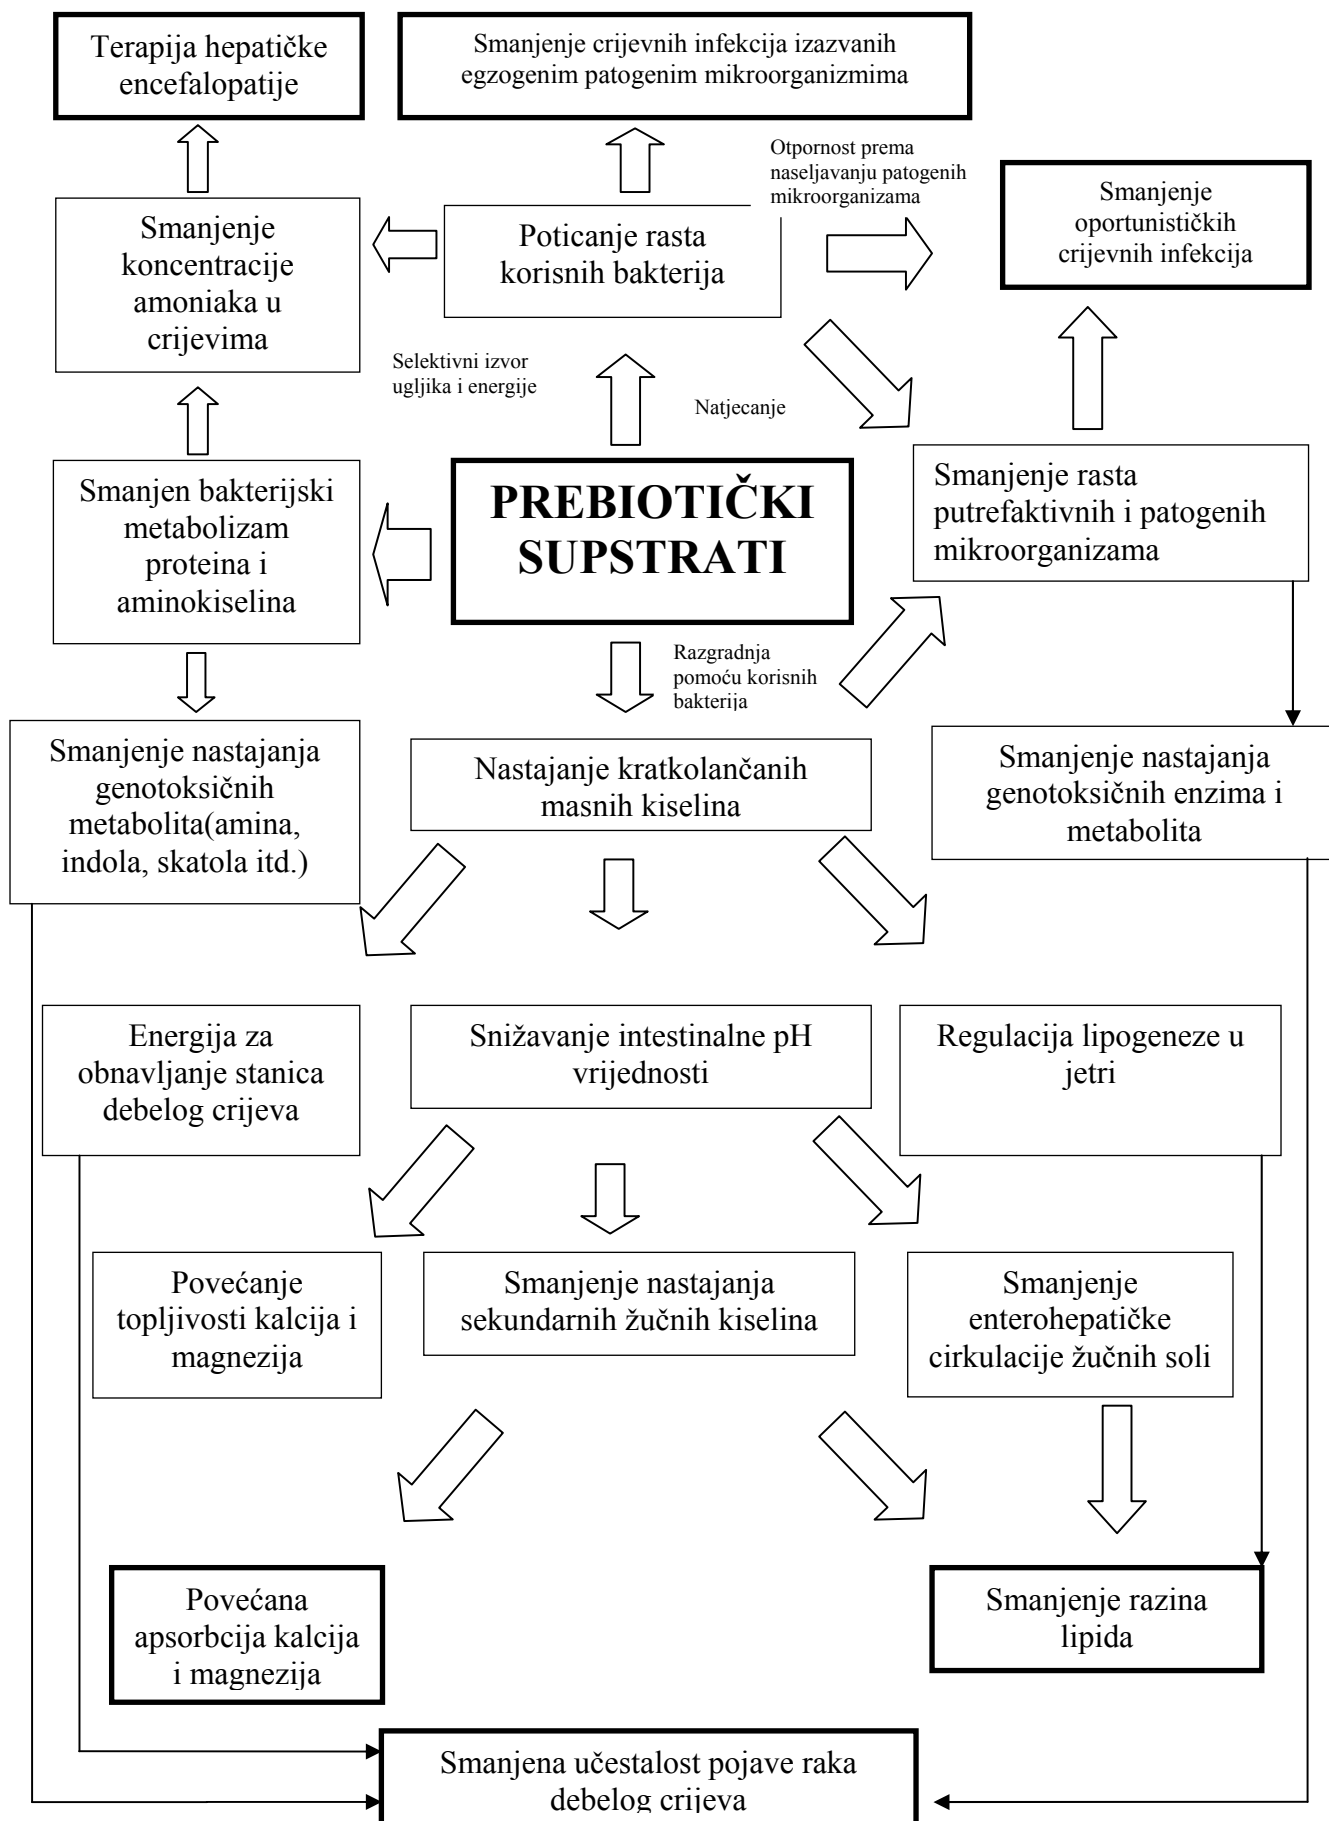 Terapija hepatičke
encefalopatije
Smanjenje crijevnih infekcija izazvanih
egzogenim patogenim mikroorganizmima
Otpornost prema
naseljavanju patogenih
mikroorganizama
Smanjenje
oportunističkih
crijevnih infekcija
Smanjenje
koncentracije
amoniaka u
crijevima
Poticanje rasta
korisnih bakterija
Selektivni izvor
ugljika i energije
Natjecanje
Smanjen bakterijski
metabolizam
proteina i
aminokiselina
PREBIOTIČKI
SUPSTRATI
Smanjenje rasta
putrefaktivnih i patogenih
mikroorganizama
Razgradnja
pomoću korisnih
bakterija
Smanjenje nastajanja
genotoksičnih
metabolita(amina,
indola, skatola itd.)
Nastajanje kratkolančanih
masnih kiselina
Smanjenje nastajanja
genotoksičnih enzima i
metabolita
Energija za
obnavljanje stanica
debelog crijeva
Snižavanje intestinalne pH
vrijednosti
Regulacija lipogeneze u
jetri
Povećanje
topljivosti kalcija i
magnezija
Smanjenje nastajanja
sekundarnih žučnih kiselina
Smanjenje
enterohepatičke
cirkulacije žučnih soli
Povećana
apsorbcija kalcija
i magnezija
Smanjenje razina
lipida
Smanjena učestalost pojave raka
debelog crijeva